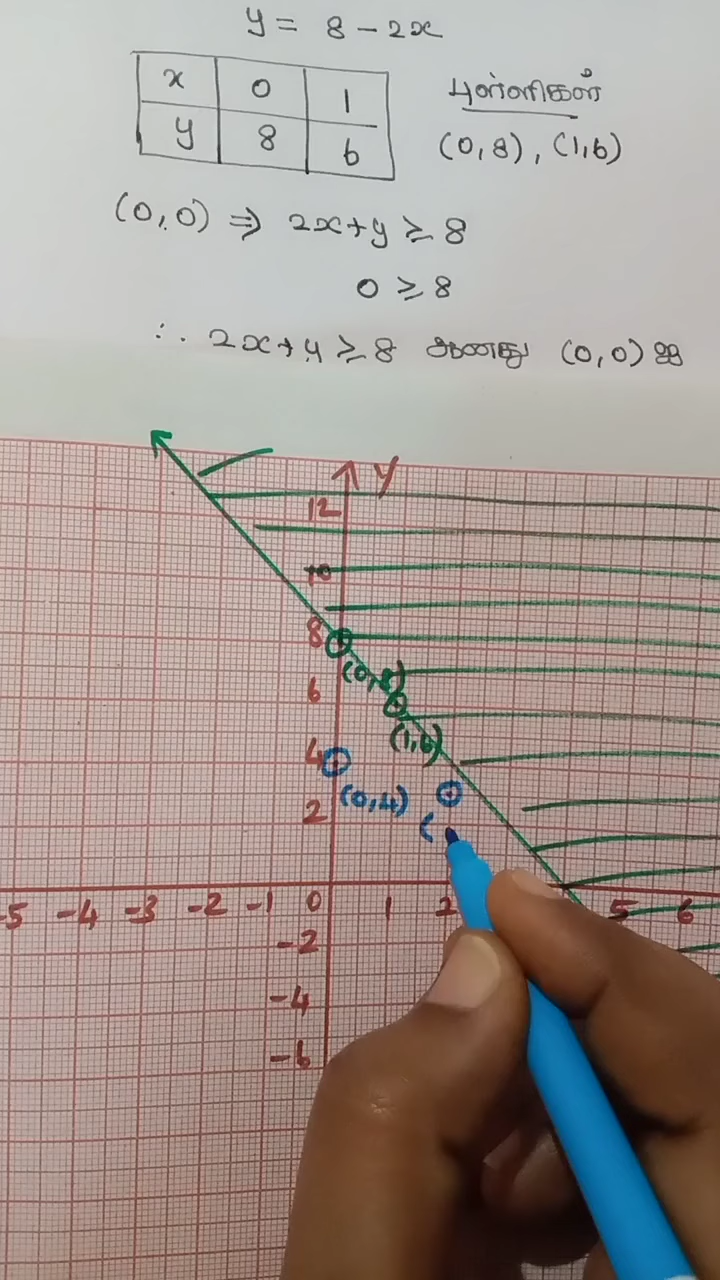 y = 8 - 2x
x 0 1 புள்ளிகள்
y 8 6 (0,8), (1,6)
(0,0) ⇒ 2x+y ≥ 8
0 ≥ 8
∴ 2x+y ≥ 8 ஆனது (0,0) ஐ
y
12
10
8
(0,8)
6
(1,6)
4
(0,4)
2
(
-5 -4 -3 -2 -1 0 1 2 5 6
-2
-4
-6